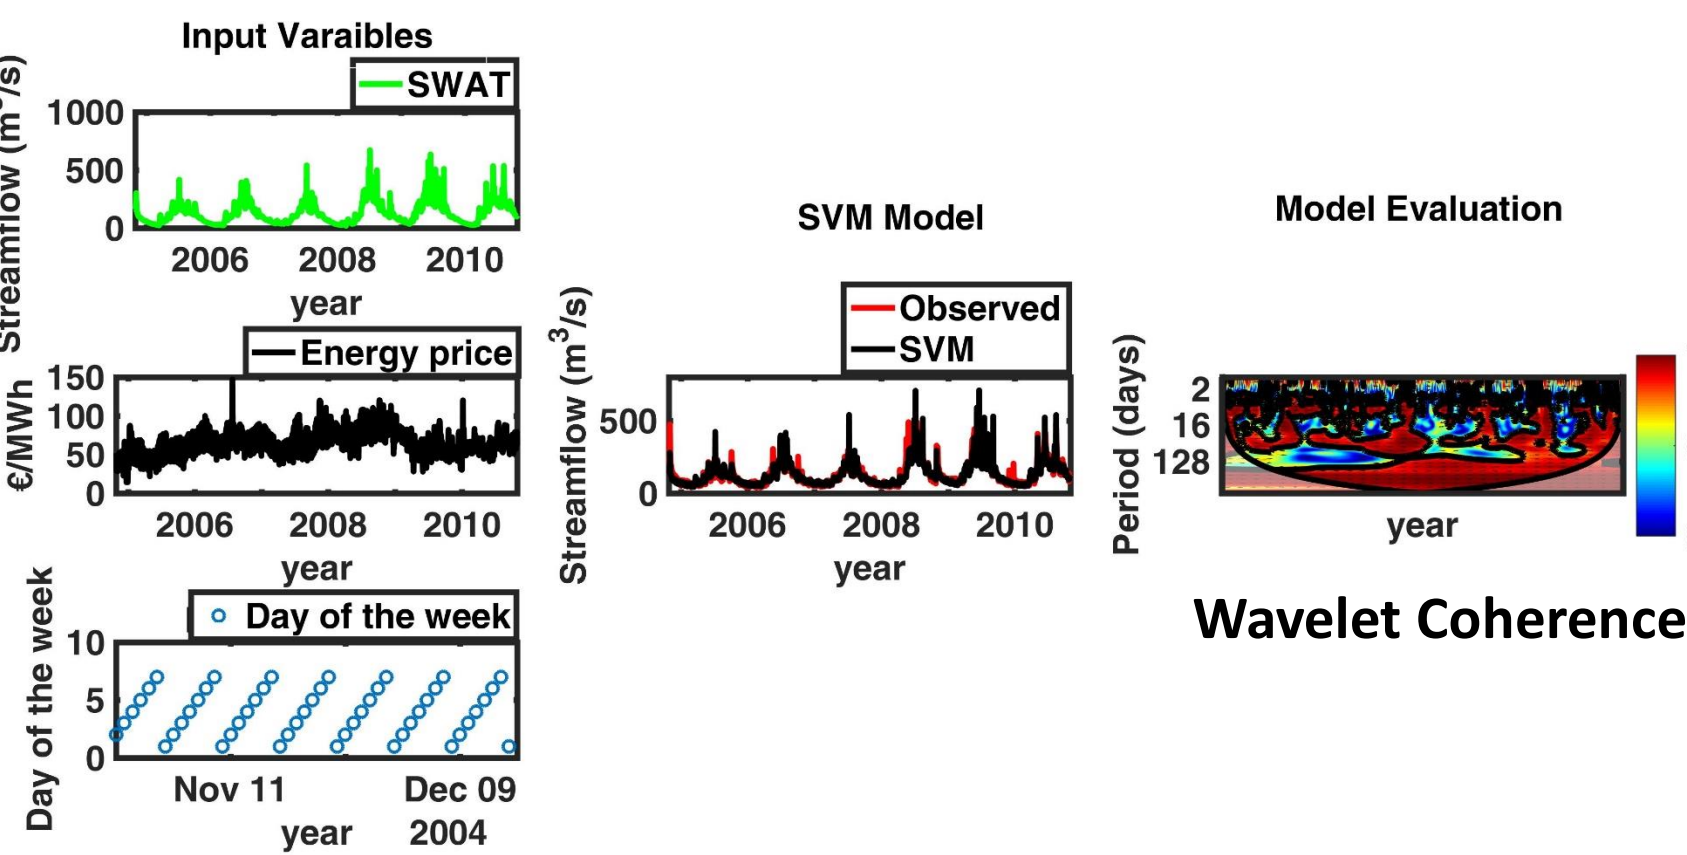 Input Varaibles
SWAT
Streamflow (m³/s)
1000
500
0
2006 2008 2010
year
Energy price
€/MWh
150
100
50
0
2006 2008 2010
year
Day of the week
Day of the week
10
5
0
Nov 11 Dec 09
year 2004
SVM Model
Observed
SVM
Streamflow (m³/s)
500
0
2006 2008 2010
year
Model Evaluation
Period (days)
2
16
128
year
Wavelet Coherence